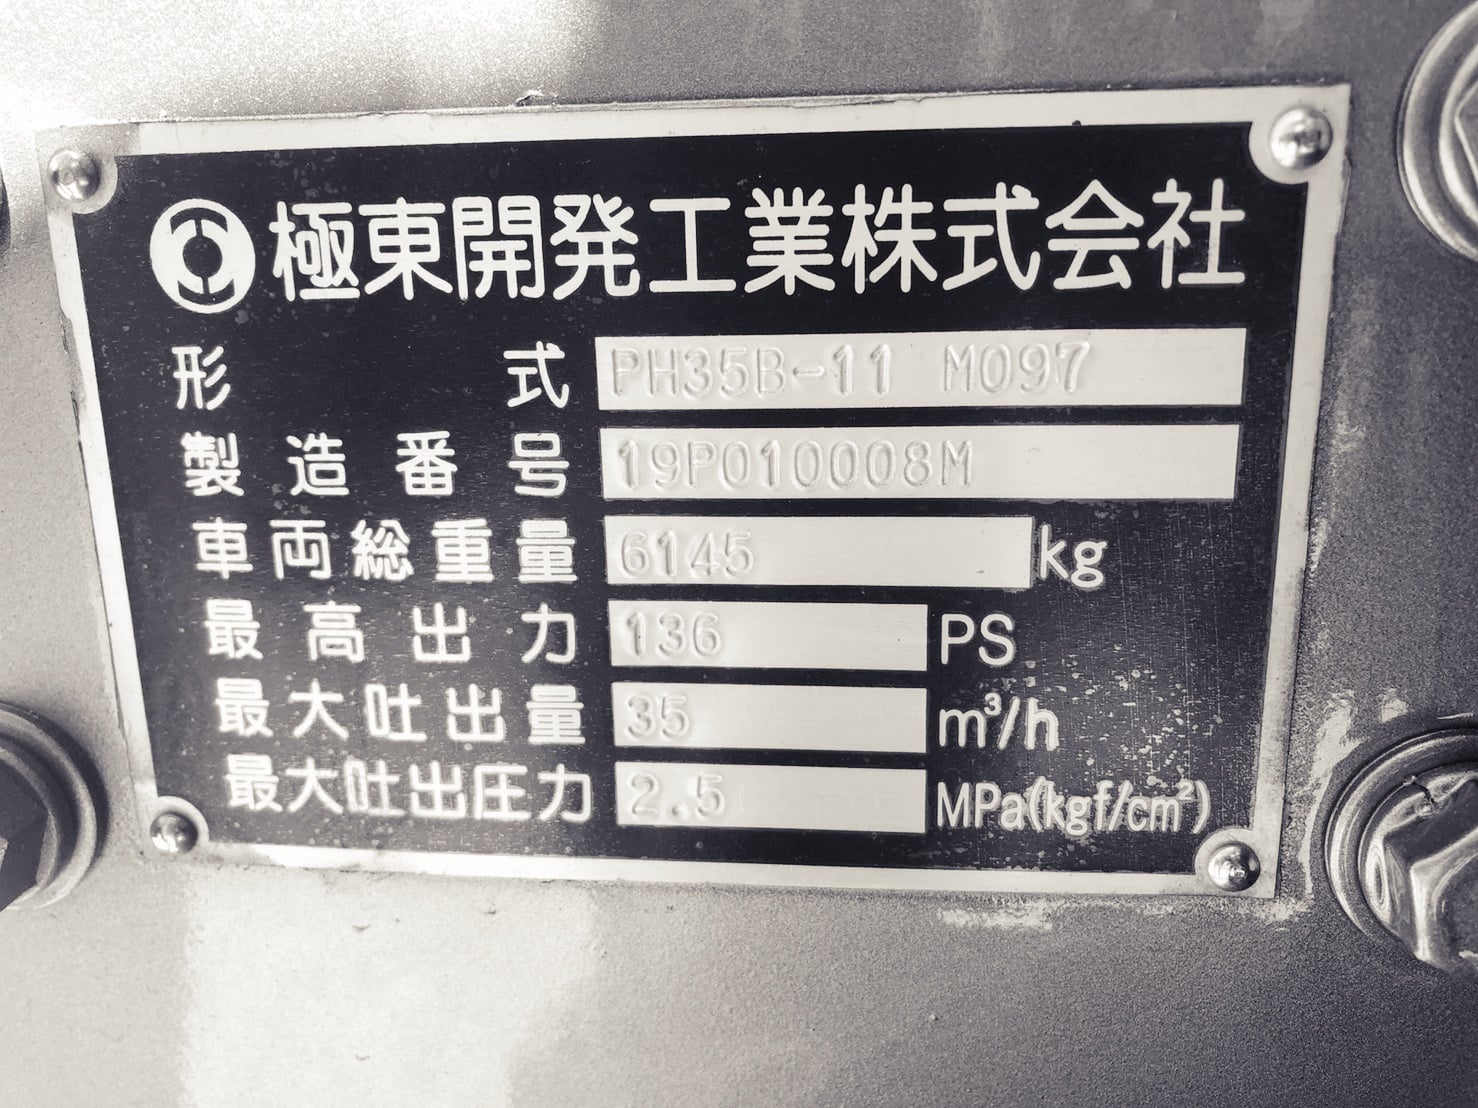 極東開発工業株式会社
形式 PH35B-11 M097
製造番号 19P010008M
車両総重量 6145 kg
最高出力 136 PS
最大吐出量 35 m³/h
最大吐出圧力 2.5 MPa(kgf/cm²)